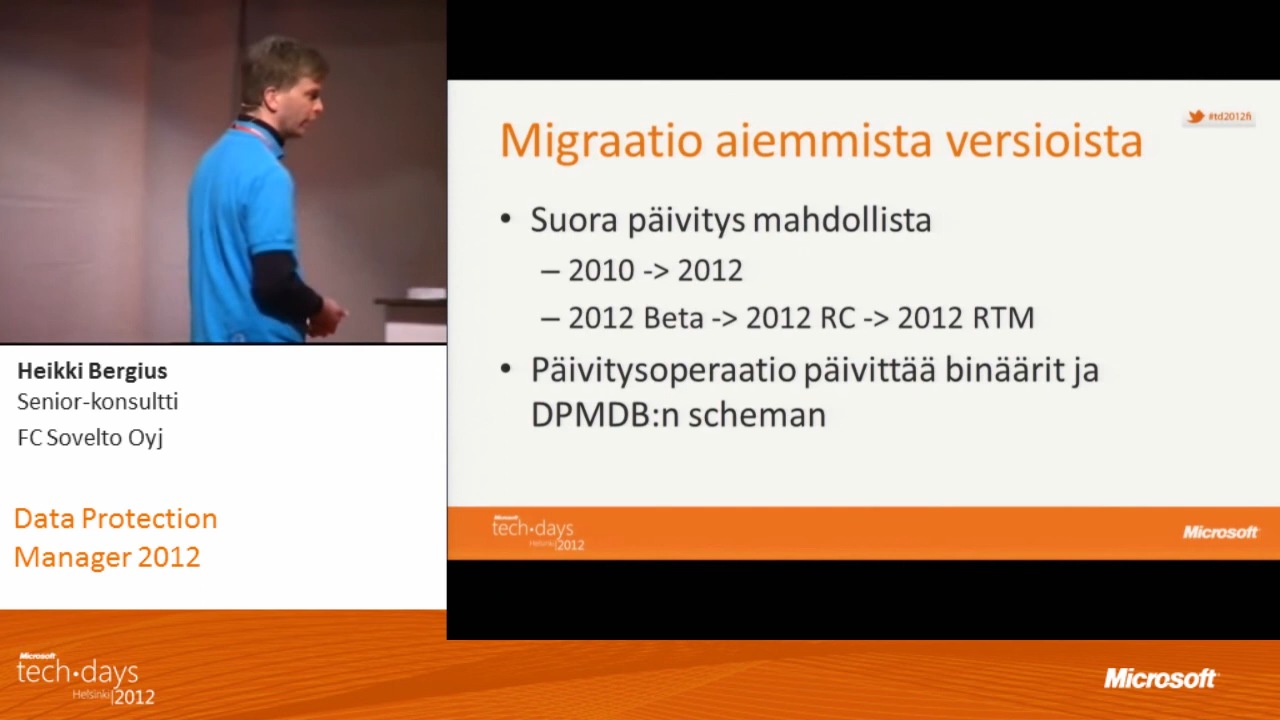 Migraatio aiemmista versioista
#td2012fi
• Suora päivitys mahdollista
– 2010 -> 2012
– 2012 Beta -> 2012 RC -> 2012 RTM
• Päivitysoperaatio päivittää binäärit ja
DPMDB:n scheman
Microsoft
tech·days
Helsinki|2012
Microsoft
Heikki Bergius
Senior-konsultti
FC Sovelto Oyj
Data Protection
Manager 2012
Microsoft
tech·days
Helsinki|2012
Microsoft